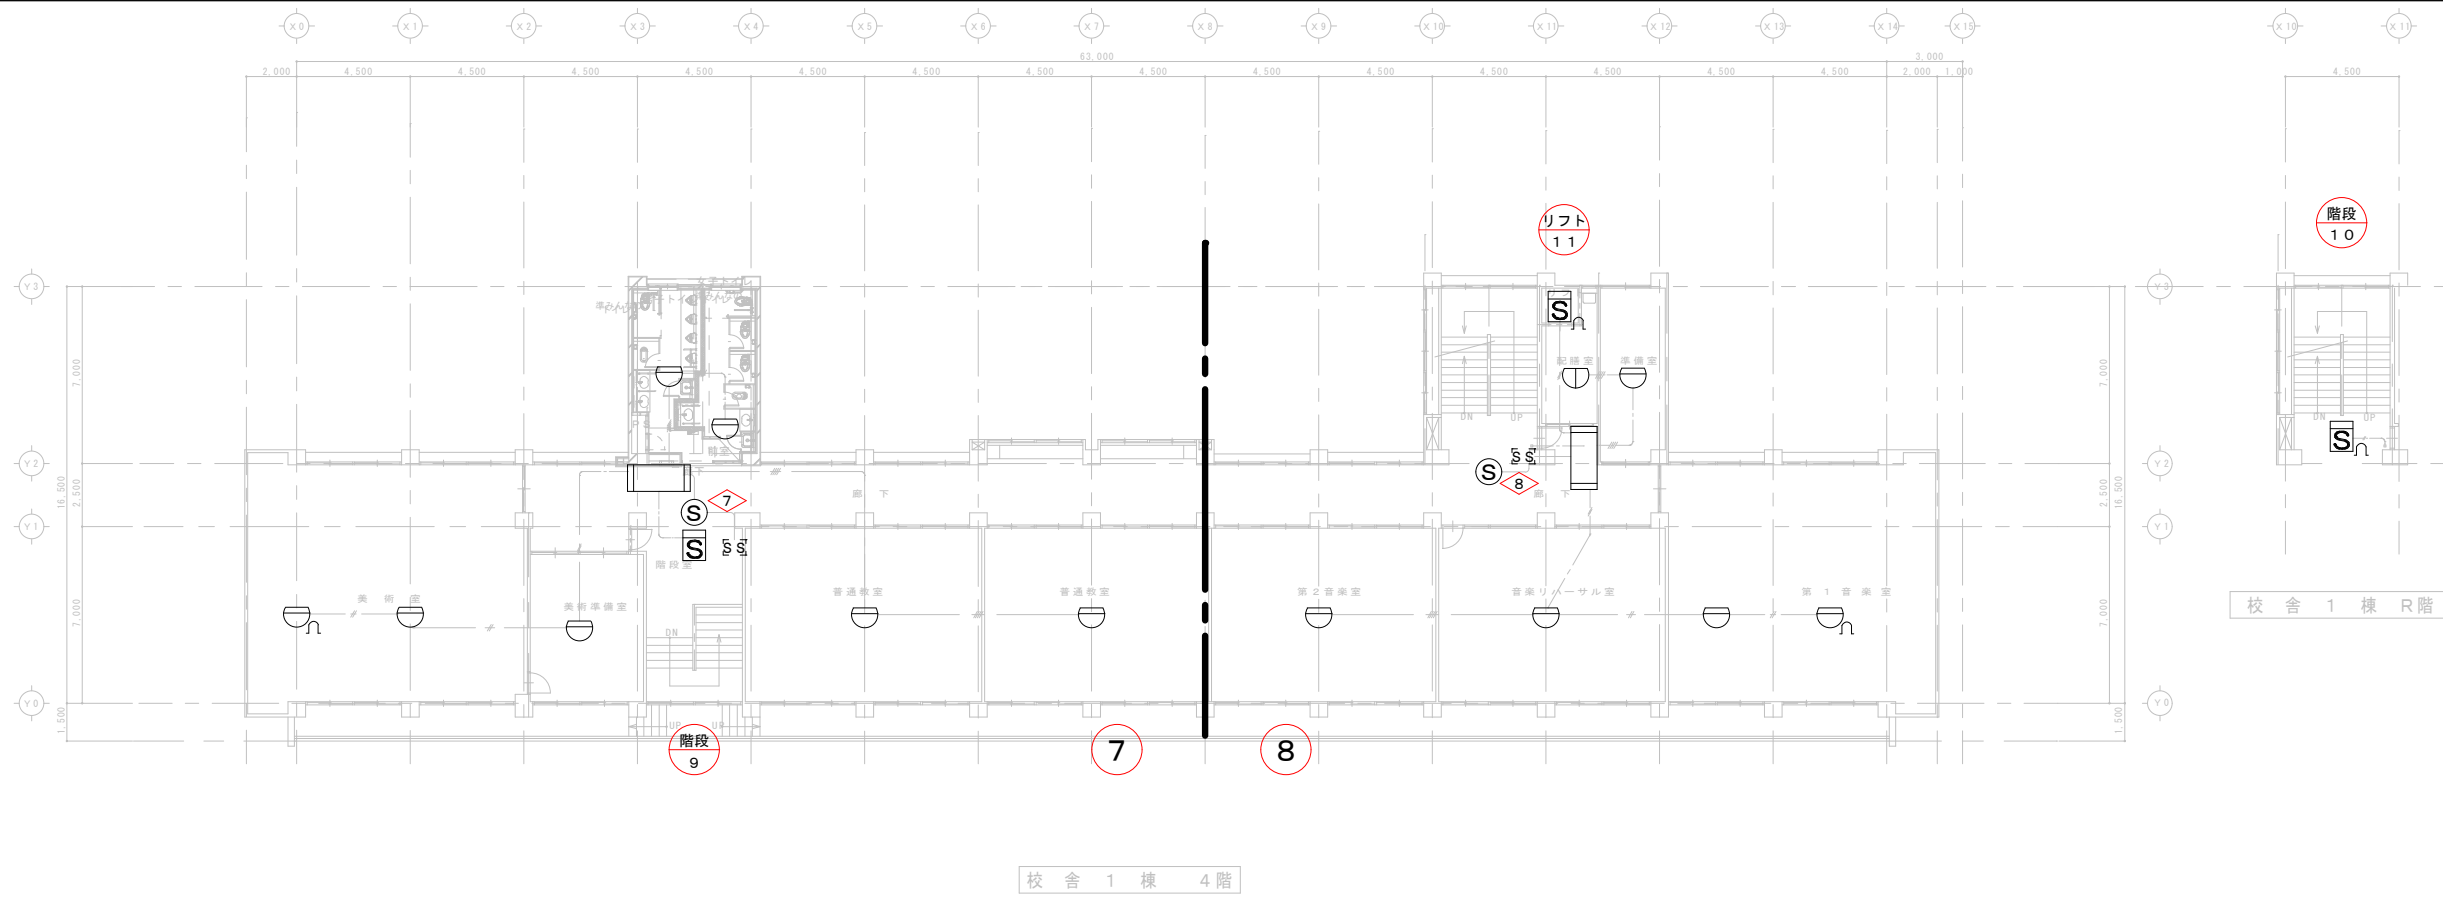 X0 X1 X2 X3 X4 X5 X6 X7 X8 X9 X10 X11 X12 X13 X14 X15 X10 X11
63,000 3,000
2,000 4,500 4,500 4,500 4,500 4,500 4,500 4,500 4,500 4,500 4,500 4,500 4,500 4,500 4,500 2,000 1,000 4,500
リフト
11
階段
10
Y3 Y3
S
S
7,000 7,000
配膳室 準備室
DN UP DN UP
PS
S
Y2 Y2
S S
S
8
廊 下 廊 下
7
S
16,500 2,500 2,500 16,500
Y1 Y1
S
S S
階段室
美 術 室
美術準備室
普通教室
普通教室
第2音楽室
音楽リハーサル室
第 1 音 楽 室
7,000 7,000
DN
校 舎 1 棟 R階
Y0 Y0
1,500 1,500
UP UP
階段
9
7
8
校 舎 1 棟 4階